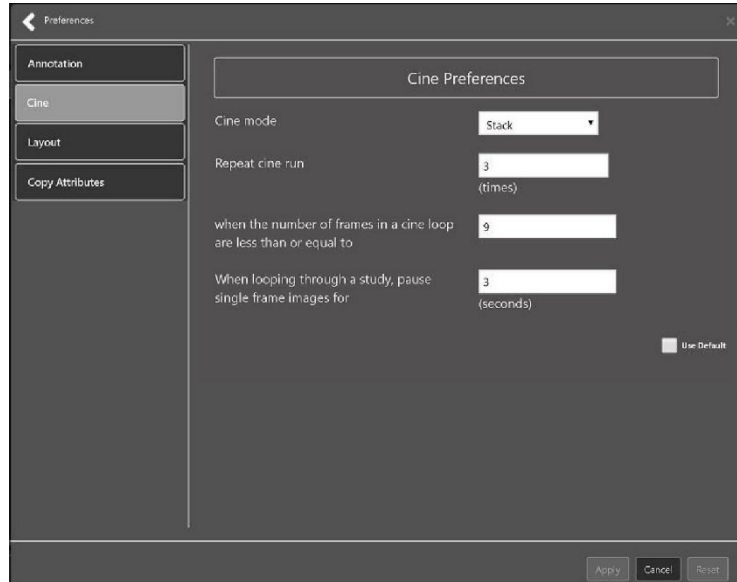 Preferences
Annotation
Cine
Layout
Copy Attributes
Cine Preferences
Cine mode
Stack
Repeat cine run
3
(times)
when the number of frames in a cine loop
are less than or equal to
9
When looping through a study, pause
single frame images for
3
(seconds)
Use Default
Apply
Cancel
Reset